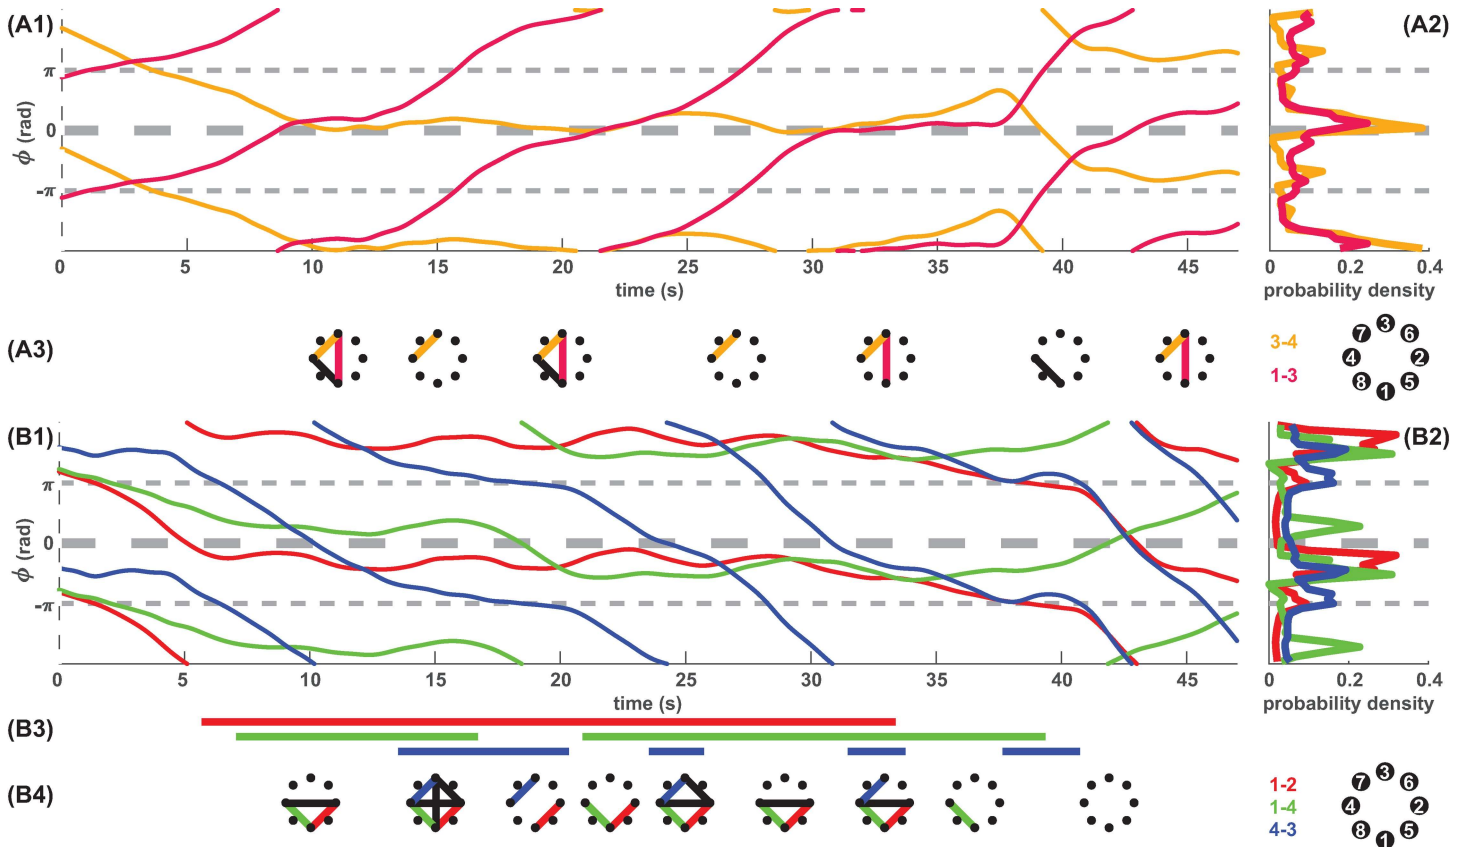 (A1)
(A2)
π
0
-π
ϕ (rad)
0 5 10 15 20 25 30 35 40 45
time (s)
0 0.2 0.4
probability density
(A3)
3-4
1-3
3
7 6
4 2
8 5
1
(B1)
(B2)
π
0
-π
ϕ (rad)
0 5 10 15 20 25 30 35 40 45
time (s)
0 0.2 0.4
probability density
(B3)
(B4)
1-2
1-4
4-3
3
7 6
4 2
8 5
1